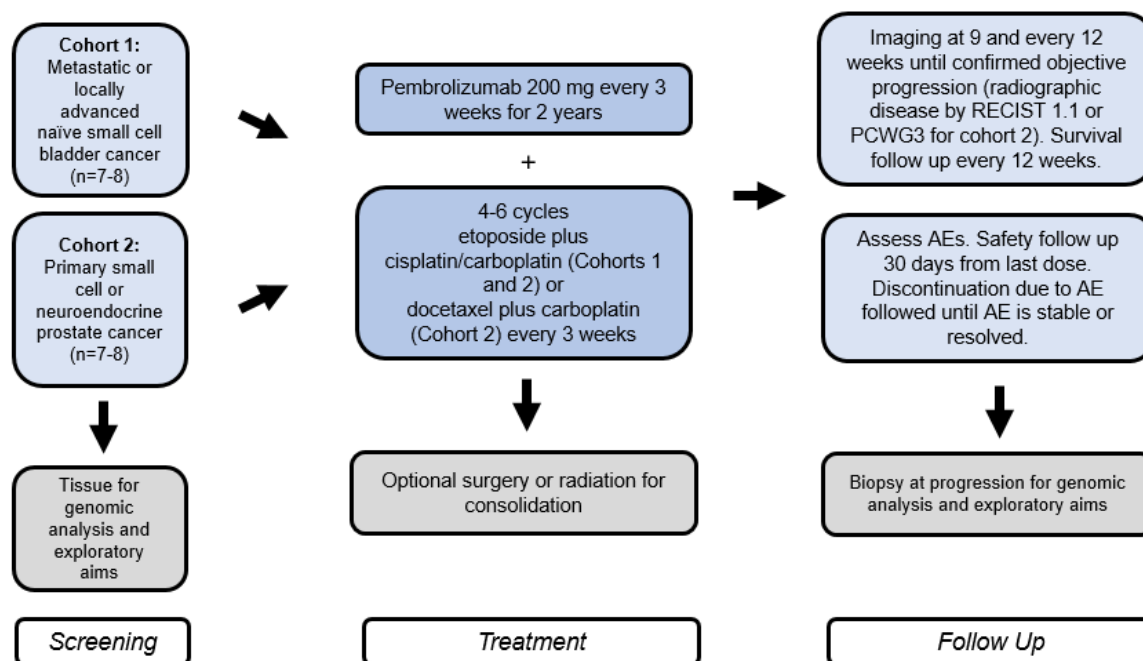 Cohort 1:
Metastatic or
locally
advanced
naïve small cell
bladder cancer
(n=7-8)
Cohort 2:
Primary small
cell or
neuroendocrine
prostate cancer
(n=7-8)
Tissue for
genomic
analysis and
exploratory
aims
Screening
Pembrolizumab 200 mg every 3
weeks for 2 years
+
4-6 cycles
etoposide plus
cisplatin/carboplatin (Cohorts 1
and 2) or
docetaxel plus carboplatin
(Cohort 2) every 3 weeks
Optional surgery or radiation for
consolidation
Treatment
Imaging at 9 and every 12
weeks until confirmed objective
progression (radiographic
disease by RECIST 1.1 or
PCWG3 for cohort 2). Survival
follow up every 12 weeks.
Assess AEs. Safety follow up
30 days from last dose.
Discontinuation due to AE
followed until AE is stable or
resolved.
Biopsy at progression for genomic
analysis and exploratory aims
Follow Up